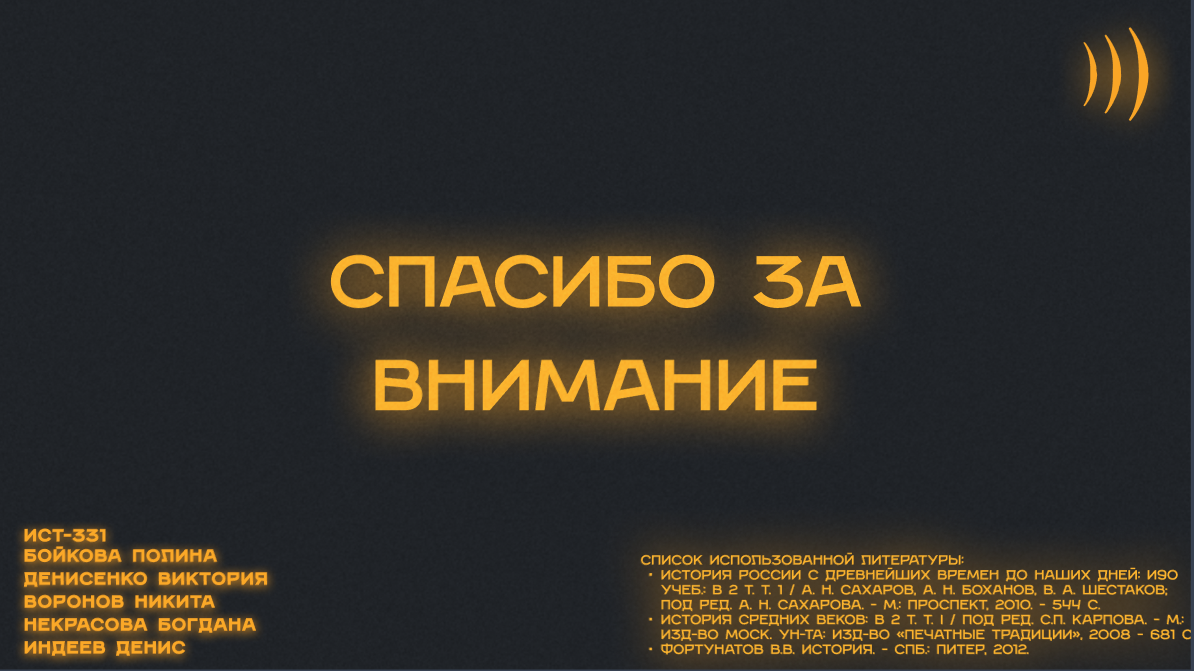 )))
СПАСИБО ЗА
ВНИМАНИЕ
ИСТ-331
БОЙКОВА ПОЛИНА
ДЕНИСЕНКО ВИКТОРИЯ
ВОРОНОВ НИКИТА
НЕКРАСОВА БОГДАНА
ИНДЕЕВ ДЕНИС
СПИСОК ИСПОЛЬЗОВАННОЙ ЛИТЕРАТУРЫ:
• ИСТОРИЯ РОССИИ С ДРЕВНЕЙШИХ ВРЕМЕН ДО НАШИХ ДНЕЙ: И90
УЧЕБ.: В 2 Т. Т. 1 / А. Н. САХАРОВ, А. Н. БОХАНОВ, В. А. ШЕСТАКОВ;
ПОД РЕД. А. Н. САХАРОВА. - М.: ПРОСПЕКТ, 2010. - 544 С.
• ИСТОРИЯ СРЕДНИХ ВЕКОВ: В 2 Т. Т. I / ПОД РЕД. С.П. КАРПОВА. - М.:
ИЗД-ВО МОСК. УН-ТА: ИЗД-ВО «ПЕЧАТНЫЕ ТРАДИЦИИ», 2008 - 681 С
• ФОРТУНАТОВ В.В. ИСТОРИЯ. - СПБ.: ПИТЕР, 2012.